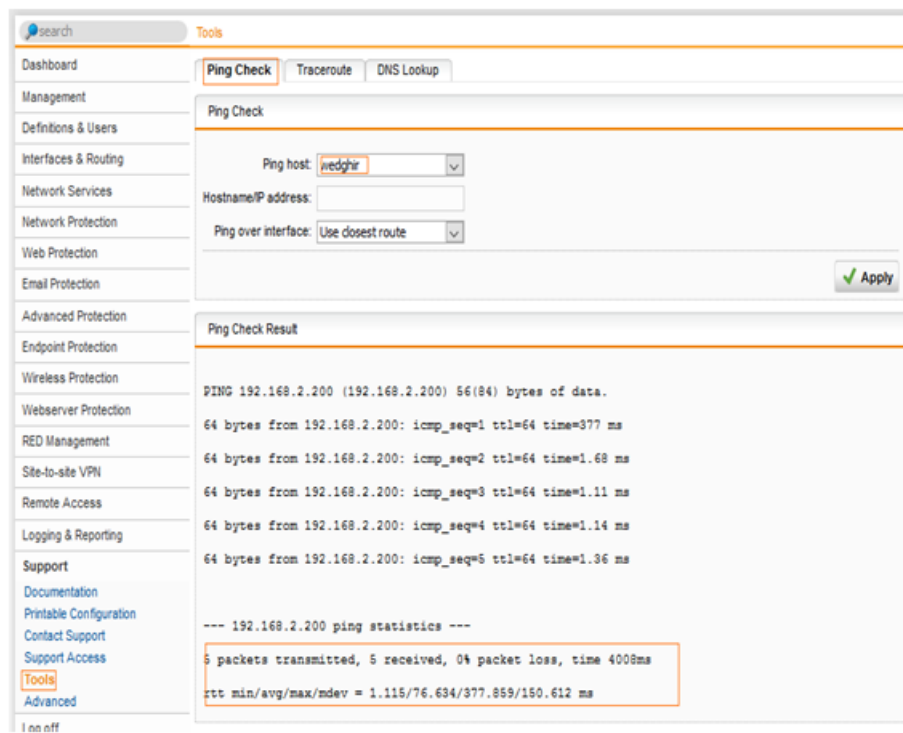 search
Dashboard
Management
Definitions & Users
Interfaces & Routing
Network Services
Network Protection
Web Protection
Email Protection
Advanced Protection
Endpoint Protection
Wireless Protection
Webserver Protection
RED Management
Site-to-site VPN
Remote Access
Logging & Reporting
Support
Documentation
Printable Configuration
Contact Support
Support Access
Tools
Advanced
Log off
Tools
Ping Check Traceroute DNS Lookup
Ping Check
Ping host: wedghir
Hostname/IP address:
Ping over interface: Use closest route
Apply
Ping Check Result
PING 192.168.2.200 (192.168.2.200) 56(84) bytes of data.
64 bytes from 192.168.2.200: icmp_seq=1 ttl=64 time=377 ms
64 bytes from 192.168.2.200: icmp_seq=2 ttl=64 time=1.68 ms
64 bytes from 192.168.2.200: icmp_seq=3 ttl=64 time=1.11 ms
64 bytes from 192.168.2.200: icmp_seq=4 ttl=64 time=1.14 ms
64 bytes from 192.168.2.200: icmp_seq=5 ttl=64 time=1.36 ms
--- 192.168.2.200 ping statistics ---
5 packets transmitted, 5 received, 0% packet loss, time 4008ms
rtt min/avg/max/mdev = 1.115/76.634/377.859/150.612 ms